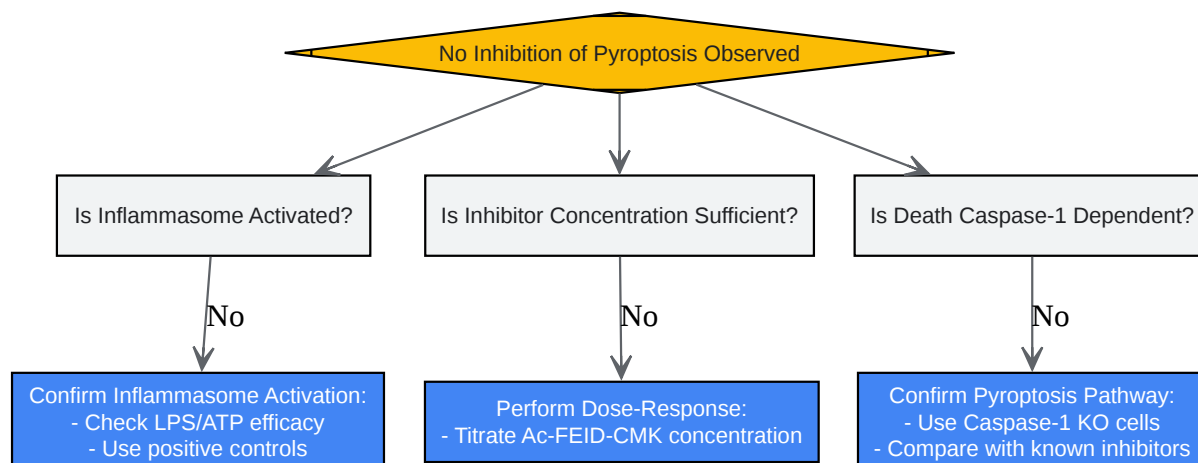 No Inhibition of Pyroptosis Observed
Is Inflammasome Activated?
Is Inhibitor Concentration Sufficient?
Is Death Caspase-1 Dependent?
No
No
No
Confirm Inflammasome Activation:
- Check LPS/ATP efficacy
- Use positive controls
Perform Dose-Response:
- Titrate Ac-FEID-CMK concentration
Confirm Pyroptosis Pathway:
- Use Caspase-1 KO cells
- Compare with known inhibitors